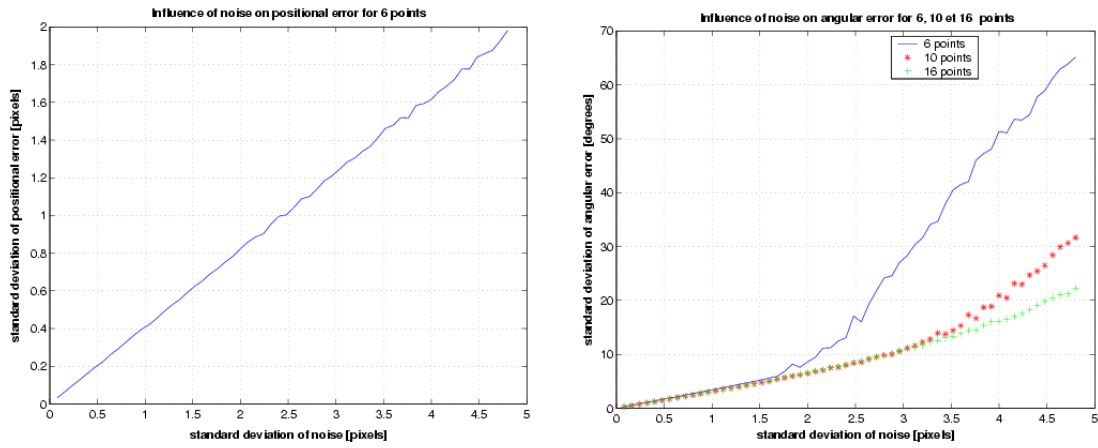 Influence of noise on positional error for 6 points
2
1.8
1.6
1.4
1.2
1
0.8
0.6
0.4
0.2
0
standard deviation of positional error [pixels]
0 0.5 1 1.5 2 2.5 3 3.5 4 4.5 5
standard deviation of noise [pixels]
Influence of noise on angular error for 6, 10 et 16 points
6 points
10 points
16 points
70
60
50
40
30
20
10
0
standard deviation of angular error [degrees]
0 0.5 1 1.5 2 2.5 3 3.5 4 4.5 5
standard deviation of noise [pixels]